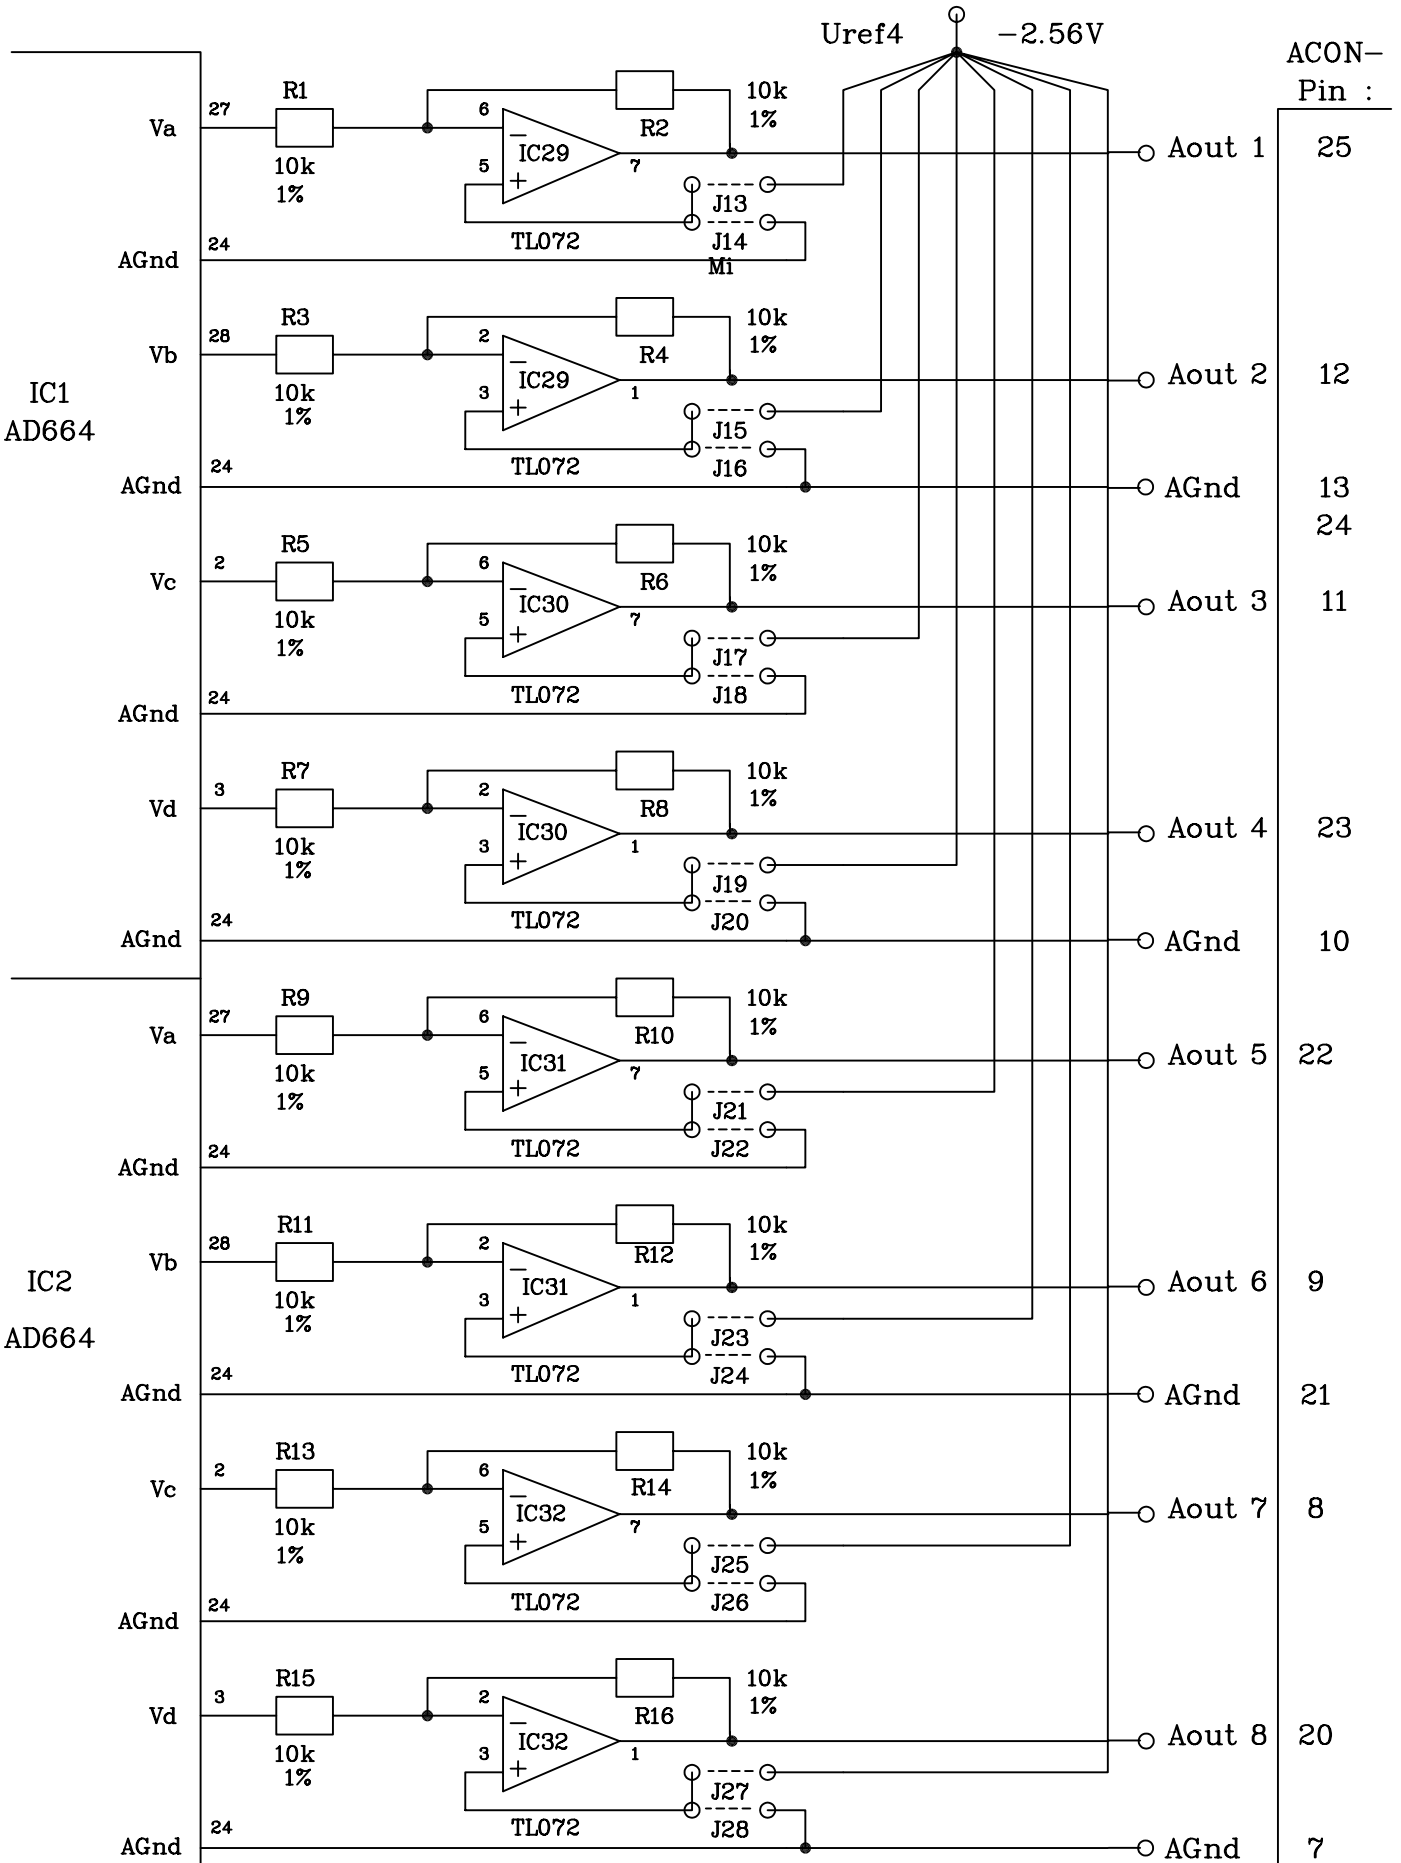 Uref4 -2.56V
ACON-
Pin :
R1 10k
27 6
Va R2 1%
IC29 Aout 1 25
10k 5 7
1%
J13
24 TL072 J14
AGnd Mi
R3 10k
28 2 1%
Vb R4
IC29 Aout 2 12
IC1 10k 3 1
1%
AD664 J15
24 TL072 J16
AGnd AGnd 13
24
R5 10k
2 6 1%
Vc R6
IC30 Aout 3 11
10k 5 7
1%
J17
24 TL072 J18
AGnd
R7 10k
3 2 1%
Vd R8
IC30 Aout 4 23
10k 3 1
1%
J19
24 TL072 J20
AGnd AGnd 10
R9 10k
27 6 1%
Va R10
IC31 Aout 5 22
10k 5 7
1%
J21
24 TL072 J22
AGnd
R11 10k
28 2 1%
Vb R12
IC2 IC31 Aout 6 9
10k 3 1
1%
AD664 J23
24 TL072 J24
AGnd AGnd 21
R13 10k
2 6 1%
Vc R14
IC32 Aout 7 8
10k 5 7
1%
J25
24 TL072 J26
AGnd
R15 10k
3 2 1%
Vd R16
IC32 Aout 8 20
10k 3 1
1%
J27
24 TL072 J28
AGnd AGnd 7